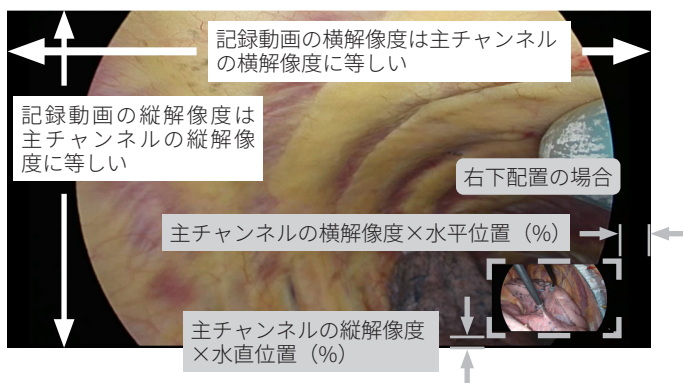 記録動画の横解像度は主チャンネル
の横解像度に等しい
記録動画の縦解像度は
主チャンネルの縦解像
度に等しい
右下配置の場合
主チャンネルの横解像度×水平位置（%）
主チャンネルの縦解像度
×水直位置（%）